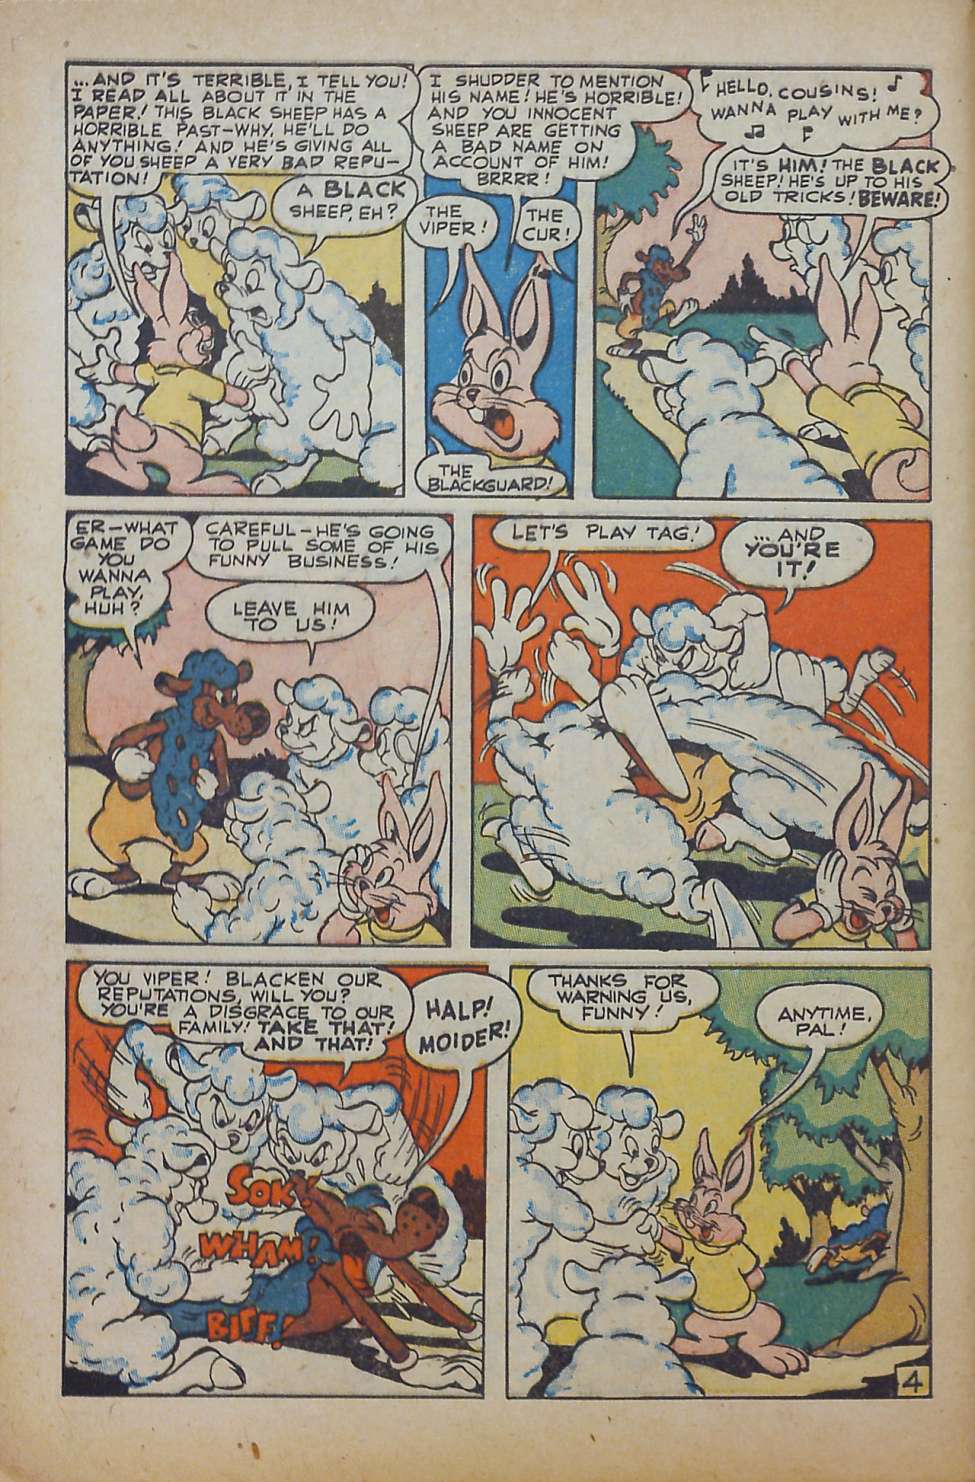 ...AND IT'S TERRIBLE, I TELL YOU!
I READ ALL ABOUT IT IN THE
PAPER! THIS BLACK SHEEP HAS A
HORRIBLE PAST—WHY, HE'LL DO
ANYTHING! AND HE'S GIVING ALL
OF YOU SHEEP A VERY BAD REPU-
TATION!
A BLACK
SHEEP, EH?
I SHUDDER TO MENTION
HIS NAME! HE'S HORRIBLE!
AND YOU INNOCENT
SHEEP ARE GETTING
A BAD NAME ON
ACCOUNT OF HIM!
BRRRR!
THE
VIPER!
THE
CUR!
THE
BLACKGUARD!
HELLO, COUSINS!
WANNA PLAY WITH ME?
IT'S HIM! THE BLACK
SHEEP! HE'S UP TO HIS
OLD TRICKS! BEWARE!
ER—WHAT
GAME DO
YOU
WANNA
PLAY,
HUH?
CAREFUL—HE'S GOING
TO PULL SOME OF HIS
FUNNY BUSINESS!
LEAVE HIM
TO US!
LET'S PLAY TAG!
...AND
YOU'RE
IT!
YOU VIPER! BLACKEN OUR
REPUTATIONS, WILL YOU?
YOU'RE A DISGRACE TO OUR
FAMILY! TAKE THAT!
AND THAT!
HALP!
MOIDER!
SOK
WHAM!
BIFF!
THANKS FOR
WARNING US,
FUNNY!
ANYTIME,
PAL!
4